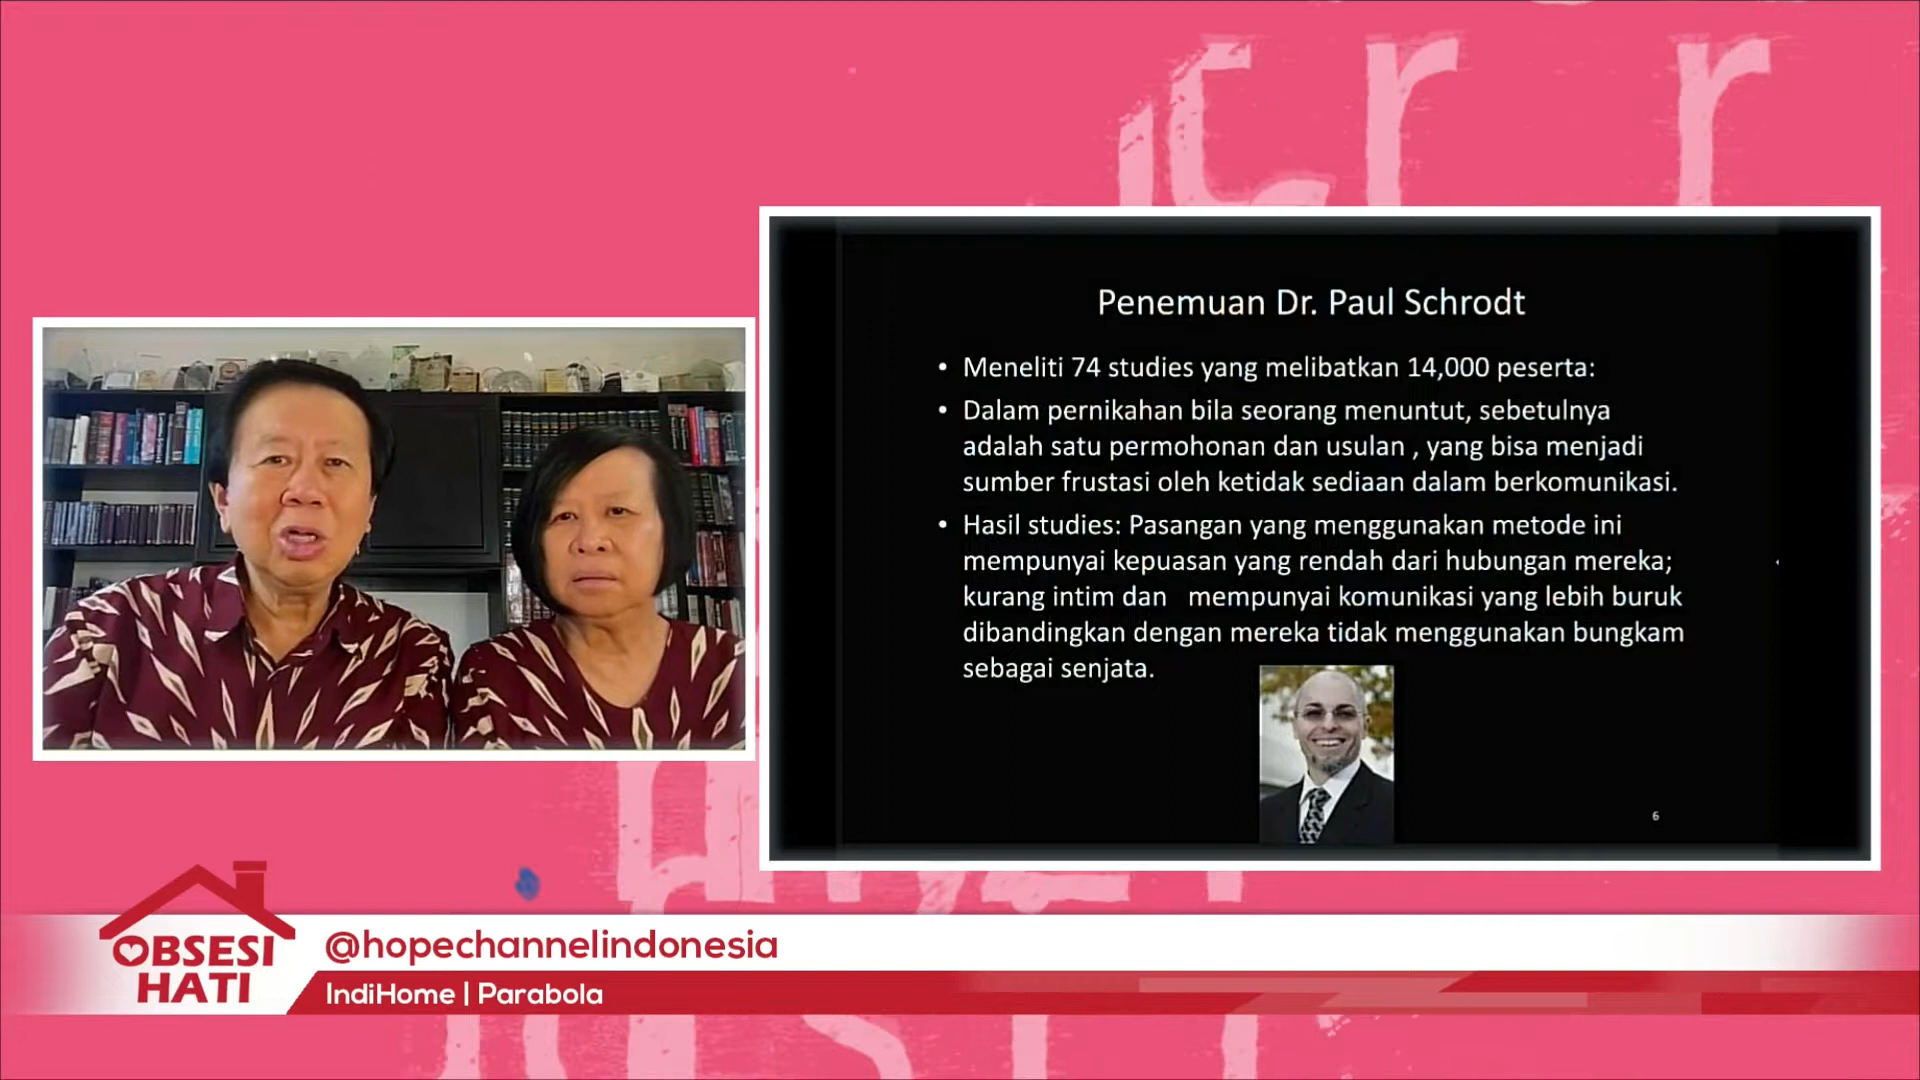 Penemuan Dr. Paul Schrodt
• Meneliti 74 studies yang melibatkan 14,000 peserta:
• Dalam pernikahan bila seorang menuntut, sebetulnya
adalah satu permohonan dan usulan , yang bisa menjadi
sumber frustasi oleh ketidak sediaan dalam berkomunikasi.
• Hasil studies: Pasangan yang menggunakan metode ini
mempunyai kepuasan yang rendah dari hubungan mereka;
kurang intim dan mempunyai komunikasi yang lebih buruk
dibandingkan dengan mereka tidak menggunakan bungkam
sebagai senjata.
6
OBSESI
HATI
@hopechannelindonesia
IndiHome | Parabola